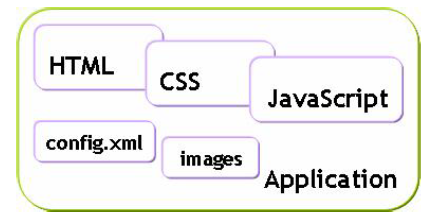 HTML
CSS
JavaScript
config.xml
images
Application